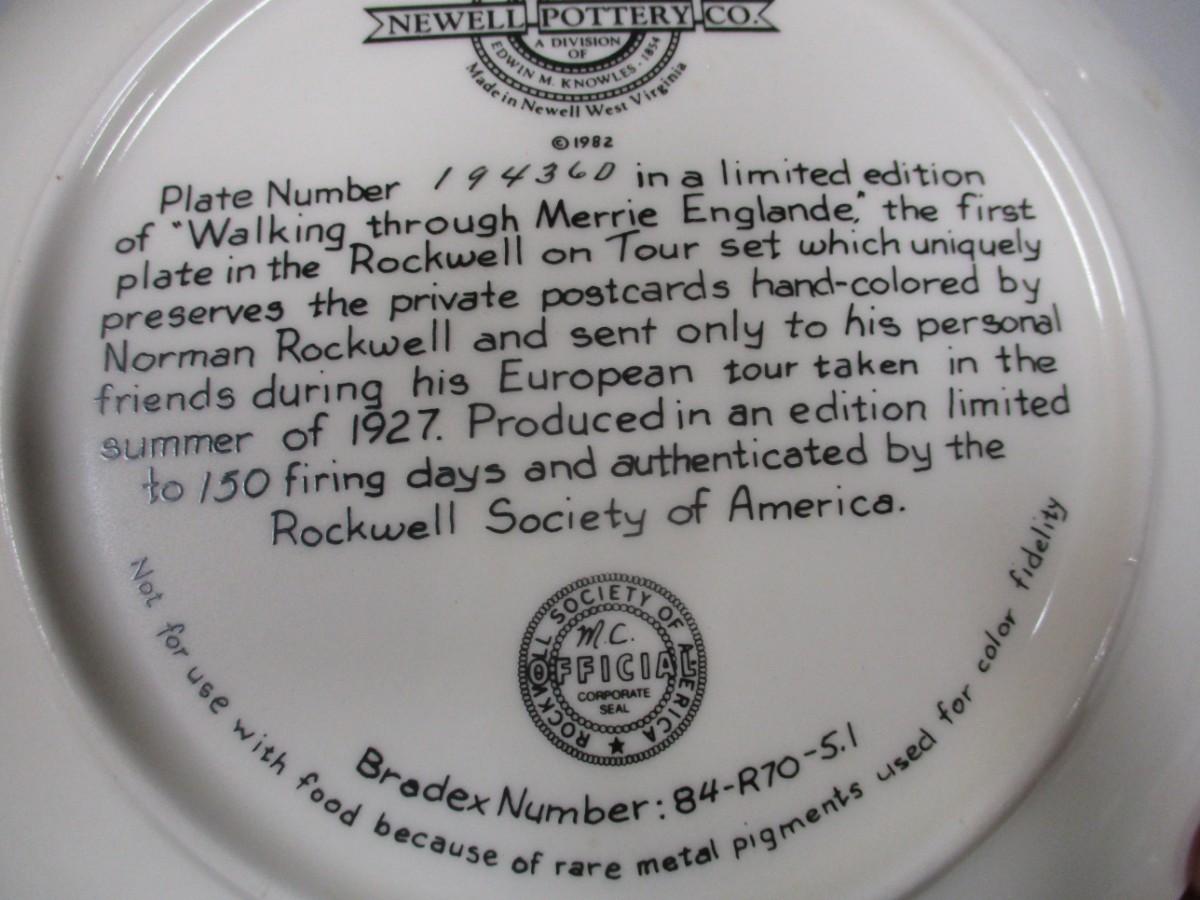 NEWELL POTTERY CO.
A DIVISION
OF
EDWIN M. KNOWLES · 1854
Made in Newell West Virginia
©1982
Plate Number 19436D in a limited edition
of "Walking through Merrie Englande," the first
plate in the Rockwell on Tour set which uniquely
preserves the private postcards hand-colored by
Norman Rockwell and sent only to his personal
friends during his European tour taken in the
summer of 1927. Produced in an edition limited
to 150 firing days and authenticated by the
Rockwell Society of America.
ROCKWELL SOCIETY OF AMERICA
M.C.
OFFICIAL
CORPORATE
SEAL
Bradex Number: 84-R70-5.1
Not for use with food because of rare metal pigments used for color fidelity